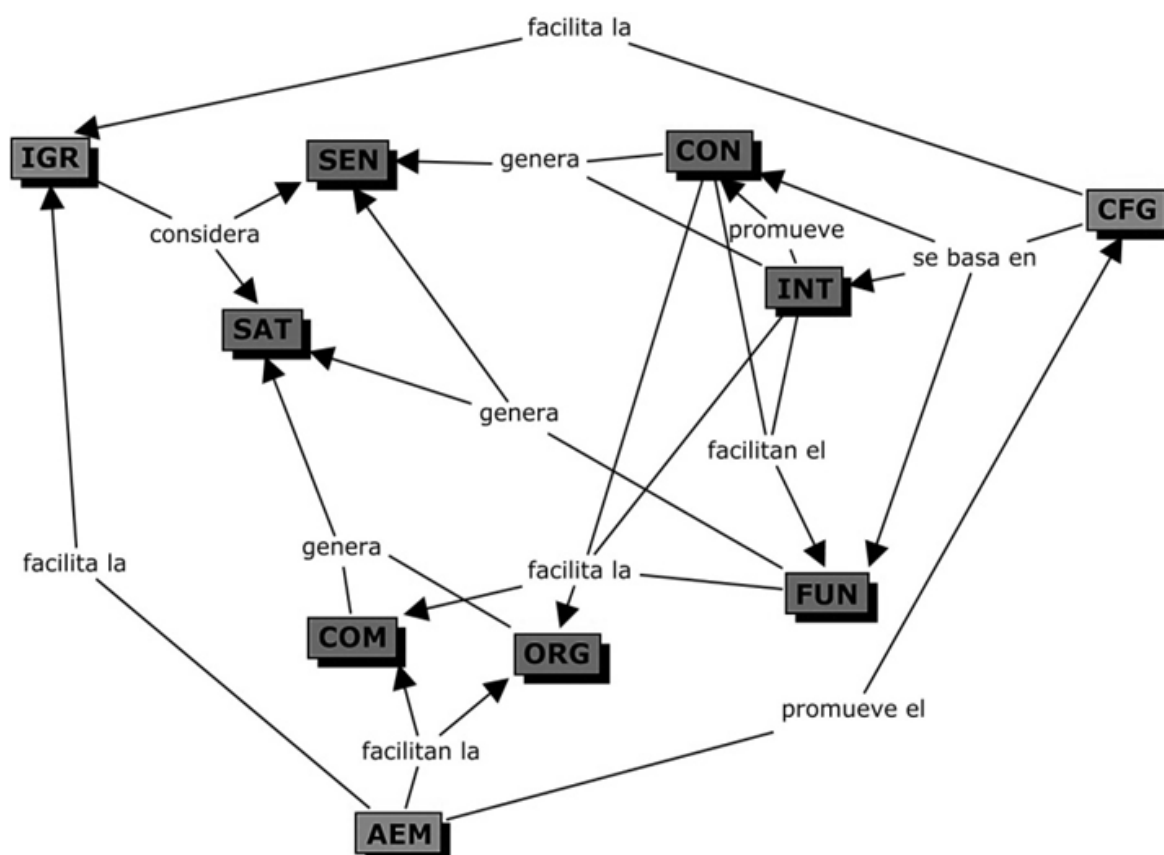 facilita la
IGR
SEN
genera
CON
CFG
considera
promueve
se basa en
INT
SAT
genera
facilitan el
genera
facilita la
facilita la
FUN
COM
ORG
promueve el
facilitan la
AEM